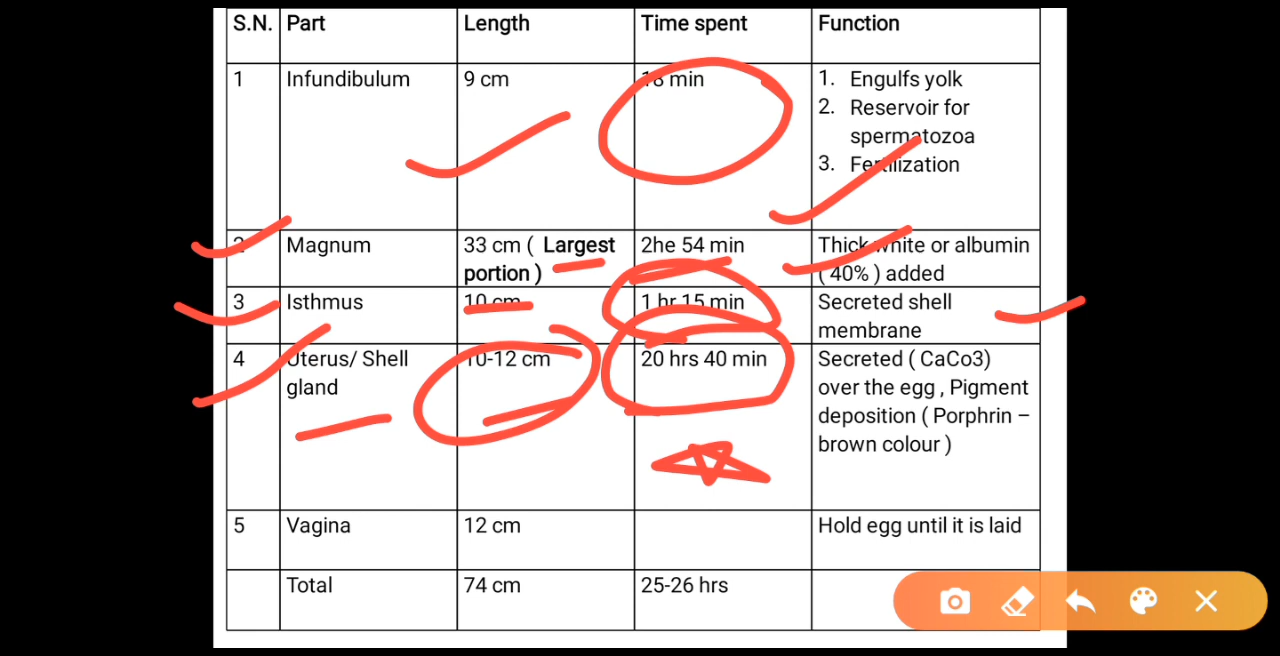 S.N. Part Length Time spent Function
1 Infundibulum 9 cm 18 min 1. Engulfs yolk
2. Reservoir for
spermatozoa
3. Fertilization
2 Magnum 33 cm ( Largest 2he 54 min Thick white or albumin
portion ) ( 40% ) added
3 Isthmus 10 cm 1 hr 15 min Secreted shell
membrane
4 Uterus/ Shell 10-12 cm 20 hrs 40 min Secreted ( CaCo3)
gland over the egg , Pigment
deposition ( Porphrin –
brown colour )
5 Vagina 12 cm Hold egg until it is laid
Total 74 cm 25-26 hrs